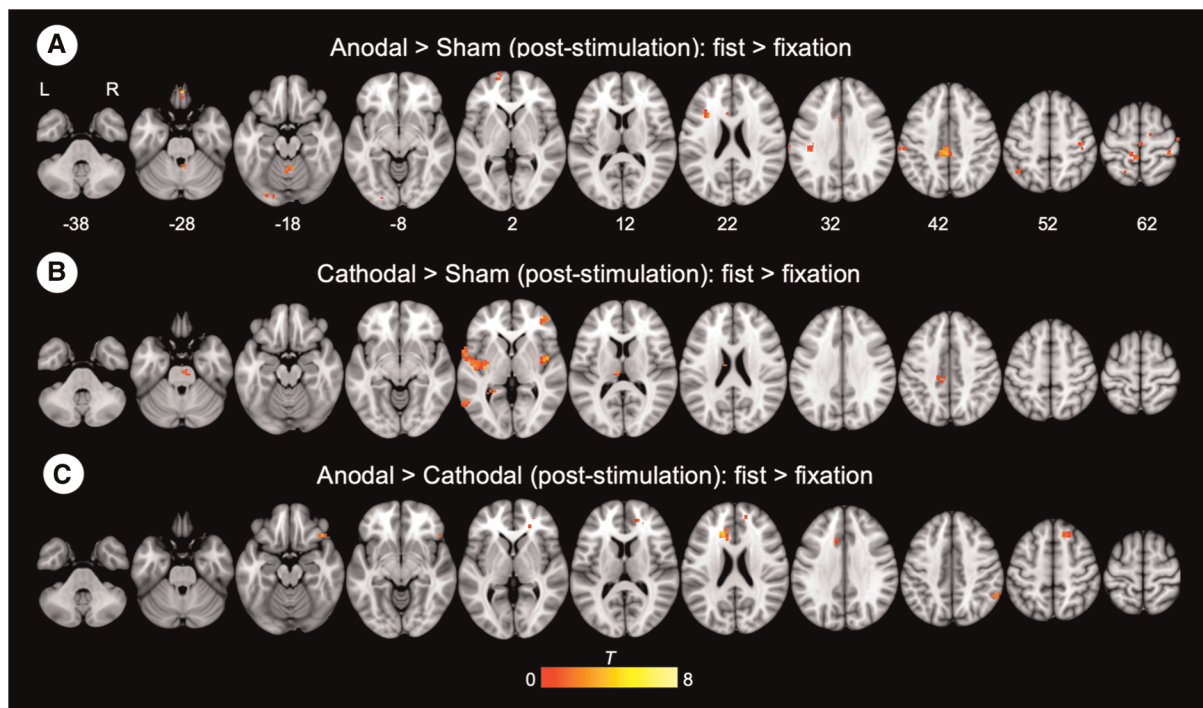 A
Anodal > Sham (post-stimulation): fist > fixation
L R
-38 -28 -18 -8 2 12 22 32 42 52 62
B
Cathodal > Sham (post-stimulation): fist > fixation
C
Anodal > Cathodal (post-stimulation): fist > fixation
T
0 8